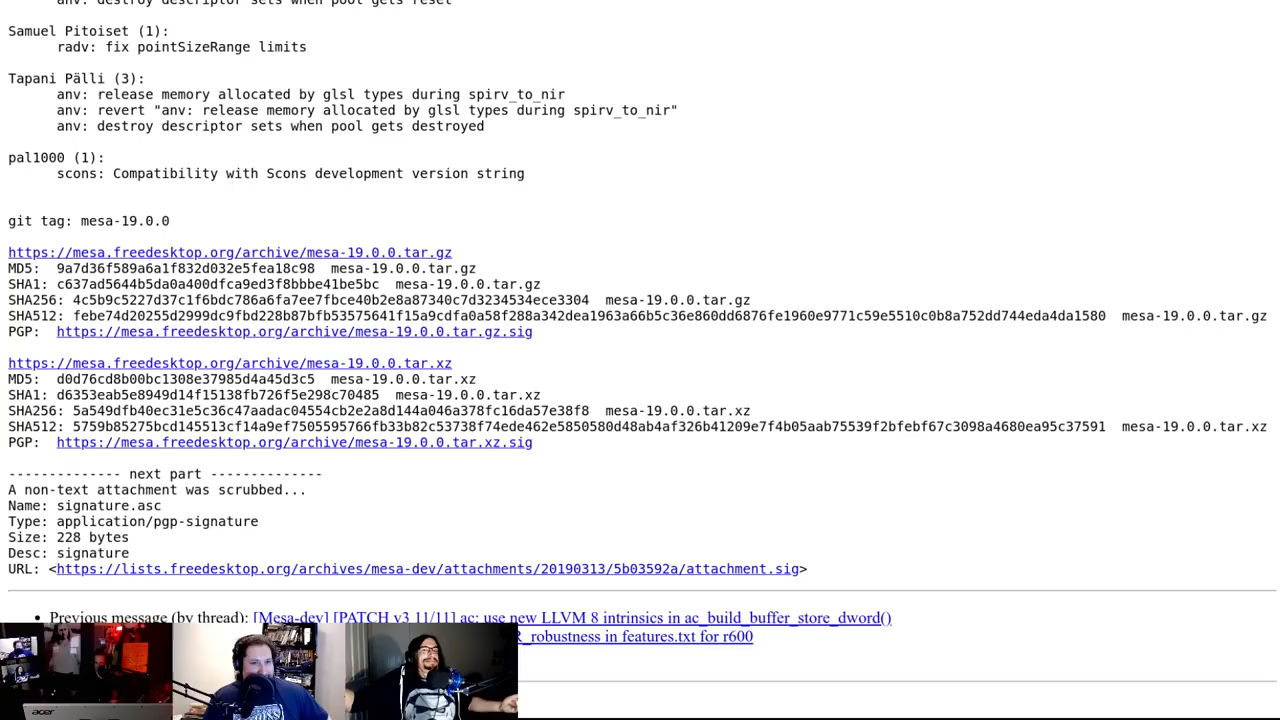 anv: destroy descriptor sets when pool gets reset
Samuel Pitoiset (1):
radv: fix pointSizeRange limits
Tapani Pälli (3):
anv: release memory allocated by glsl types during spirv_to_nir
anv: revert "anv: release memory allocated by glsl types during spirv_to_nir"
anv: destroy descriptor sets when pool gets destroyed
pal1000 (1):
scons: Compatibility with Scons development version string
git tag: mesa-19.0.0
https://mesa.freedesktop.org/archive/mesa-19.0.0.tar.gz
MD5: 9a7d36f589a6a1f832d032e5fea18c98 mesa-19.0.0.tar.gz
SHA1: c637ad5644b5da0a400dfca9ed3f8bbbe41be5bc mesa-19.0.0.tar.gz
SHA256: 4c5b9c5227d37c1f6bdc786a6fa7ee7fbce40b2e8a87340c7d3234534ece3304 mesa-19.0.0.tar.gz
SHA512: febe74d20255d2999dc9fbd228b87bfb53575641f15a9cdfa0a58f288a342dea1963a66b5c36e860dd6876fe1960e9771c59e5510c0b8a752dd744eda4da1580 mesa-19.0.0.tar.gz
PGP: https://mesa.freedesktop.org/archive/mesa-19.0.0.tar.gz.sig
https://mesa.freedesktop.org/archive/mesa-19.0.0.tar.xz
MD5: d0d76cd8b00bc1308e37985d4a45d3c5 mesa-19.0.0.tar.xz
SHA1: d6353eab5e8949d14f15138fb726f5e298c70485 mesa-19.0.0.tar.xz
SHA256: 5a549dfb40ec31e5c36c47aadac04554cb2e2a8d144a046a378fc16da57e38f8 mesa-19.0.0.tar.xz
SHA512: 5759b85275bcd145513cf14a9ef7505595766fb33b82c53738f74ede462e5850580d48ab4af326b41209e7f4b05aab75539f2bfebf67c3098a4680ea95c37591 mesa-19.0.0.tar.xz
PGP: https://mesa.freedesktop.org/archive/mesa-19.0.0.tar.xz.sig
-------------- next part --------------
A non-text attachment was scrubbed...
Name: signature.asc
Type: application/pgp-signature
Size: 228 bytes
Desc: signature
URL: <https://lists.freedesktop.org/archives/mesa-dev/attachments/20190313/5b03592a/attachment.sig>
• Previous message (by thread): [Mesa-dev] [PATCH v3 11/11] ac: use new LLVM 8 intrinsics in ac_build_buffer_store_dword()
R_robustness in features.txt for r600
acer